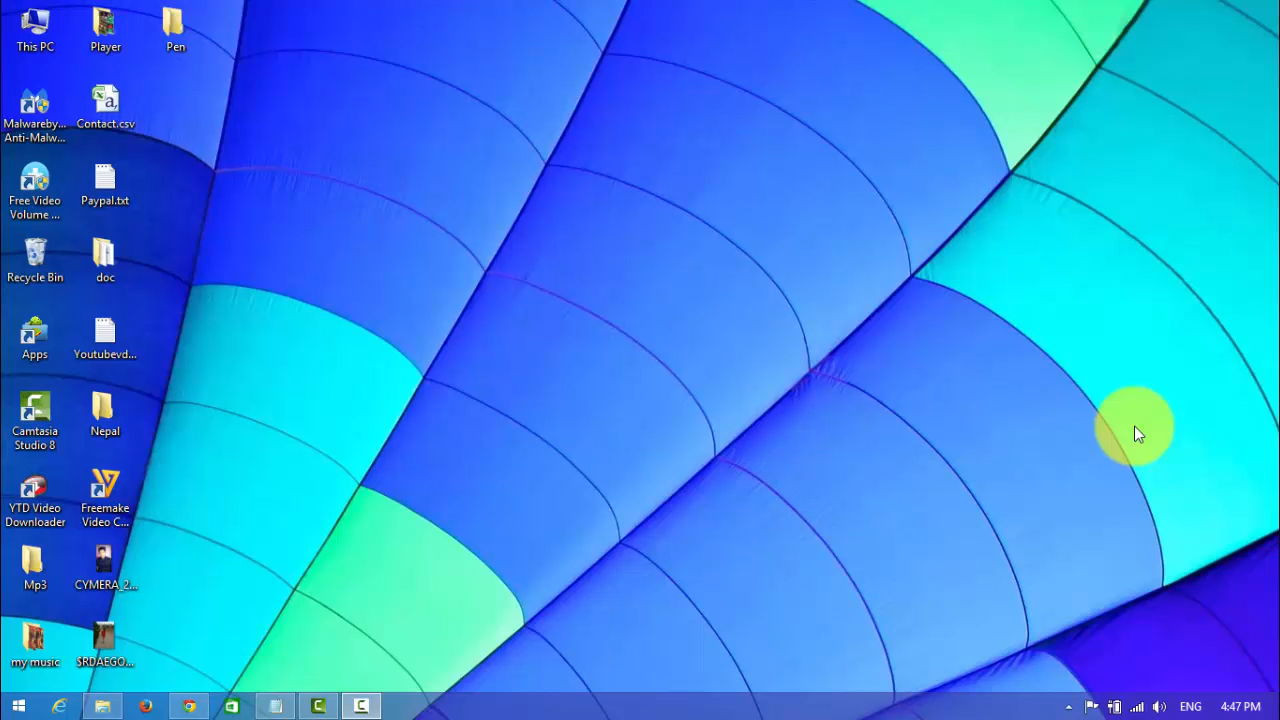 This PC
Player
Pen
Malwareby...
Anti-Malw...
Contact.csv
Free Video
Volume ...
Paypal.txt
Recycle Bin
doc
Apps
Youtubevd...
Camtasia
Studio 8
Nepal
YTD Video
Downloader
Freemake
Video C...
Mp3
CYMERA_2...
my music
$RDAEGO...
ENG
4:47 PM